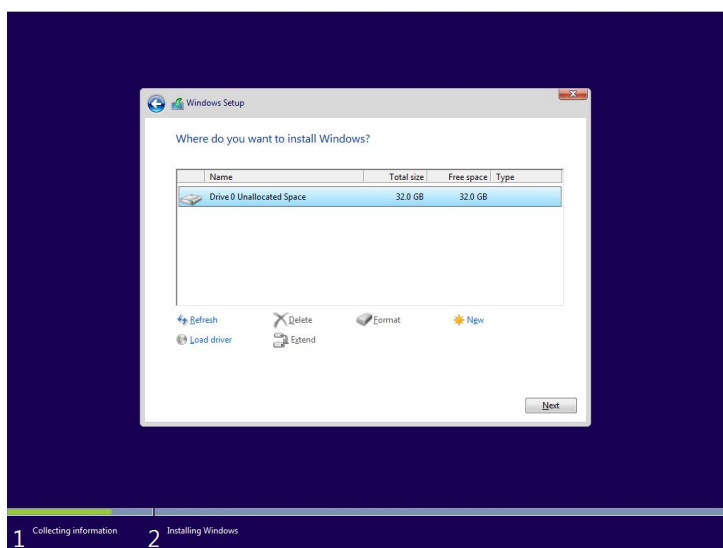 Windows Setup
Where do you want to install Windows?
Name Total size Free space Type
Drive 0 Unallocated Space 32.0 GB 32.0 GB
Refresh Delete Format New
Load driver Extend
Next
1 Collecting information 2 Installing Windows